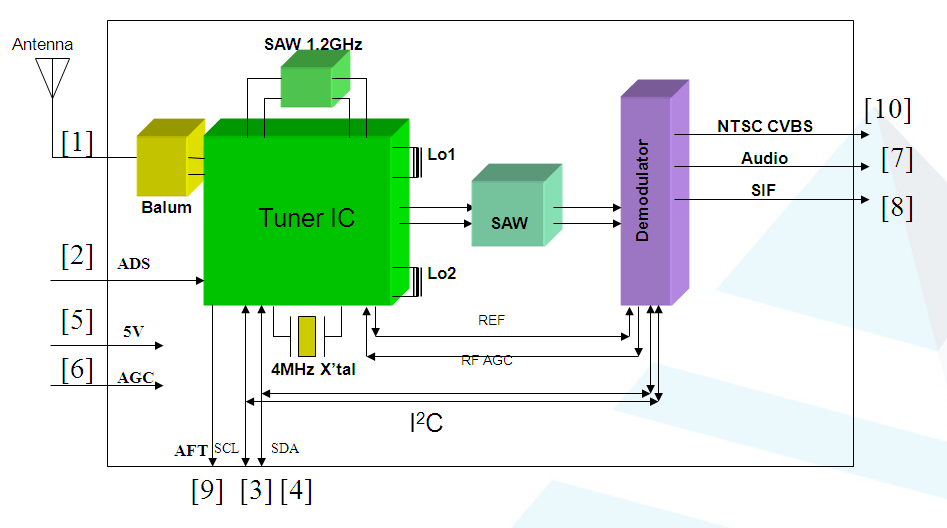 Antenna
SAW 1.2GHz
[1]
Balum
Tuner IC
Lo1
Lo2
SAW
Demodulator
NTSC CVBS
[10]
Audio
[7]
SIF
[8]
[2]
ADS
[5]
5V
[6]
AGC
4MHz X'tal
REF
RF AGC
I²C
AFT
SCL
SDA
[9]
[3]
[4]